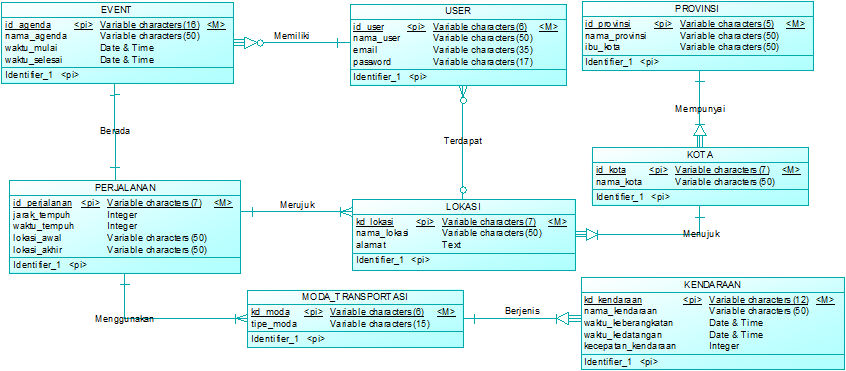 EVENT
id_agenda <pi> Variable characters (16) <M>
nama_agenda Variable characters (50)
waktu_mulai Date & Time
waktu_selesai Date & Time
Identifier_1 <pi>
Memiliki
USER
id_user <pi> Variable characters (6) <M>
nama_user Variable characters (50)
email Variable characters (35)
password Variable characters (17)
Identifier_1 <pi>
PROVINSI
id_provinsi <pi> Variable characters (5) <M>
nama_provinsi Variable characters (50)
ibu_kota Variable characters (50)
Identifier_1 <pi>
Mempunyai
Berada
Terdapat
KOTA
id_kota <pi> Variable characters (7) <M>
nama_kota Variable characters (50)
Identifier_1 <pi>
PERJALANAN
id_perjalanan <pi> Variable characters (7) <M>
jarak_tempuh Integer
waktu_tempuh Integer
lokasi_awal Variable characters (50)
lokasi_akhir Variable characters (50)
Identifier_1 <pi>
Merujuk
LOKASI
kd_lokasi <pi> Variable characters (7) <M>
nama_lokasi Variable characters (50)
alamat Text
Identifier_1 <pi>
Menujuk
Menggunakan
MODA_TRANSPORTASI
kd_moda <pi> Variable characters (6) <M>
tipe_moda Variable characters (15)
Identifier_1 <pi>
Berjenis
KENDARAAN
kd_kendaraan <pi> Variable characters (12) <M>
nama_kendaraan Variable characters (50)
waktu_keberangkatan Date & Time
waktu_kedatangan Date & Time
kecepatan_kendaraan Integer
Identifier_1 <pi>